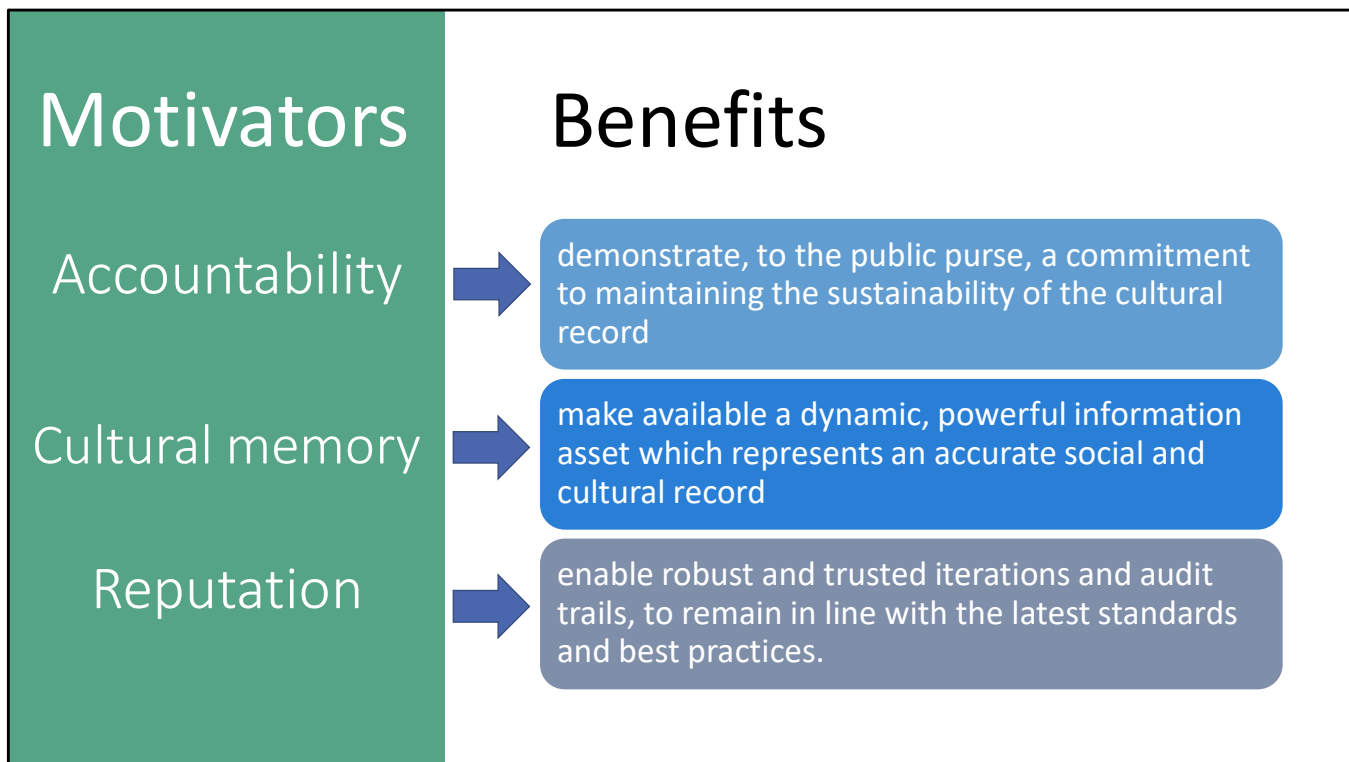 Motivators
Benefits
Accountability
demonstrate, to the public purse, a commitment
to maintaining the sustainability of the cultural
record
Cultural memory
make available a dynamic, powerful information
asset which represents an accurate social and
cultural record
Reputation
enable robust and trusted iterations and audit
trails, to remain in line with the latest standards
and best practices.